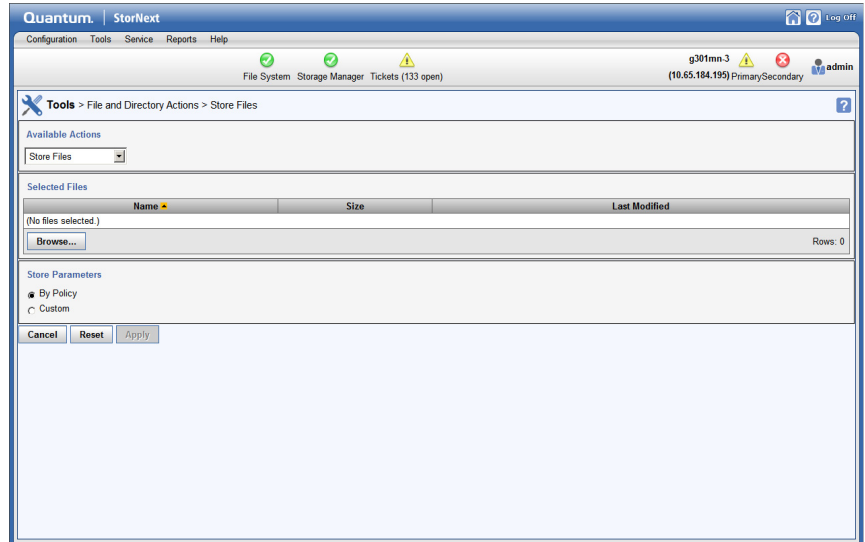 Quantum. StorNext Log Off
Configuration Tools Service Reports Help
File System Storage Manager Tickets (133 open)
g301mn-3
(10.65.184.195) Primary Secondary
admin
Tools > File and Directory Actions > Store Files
Available Actions
Store Files
Selected Files
Name Size Last Modified
(No files selected.)
Browse... Rows: 0
Store Parameters
By Policy
Custom
Cancel Reset Apply